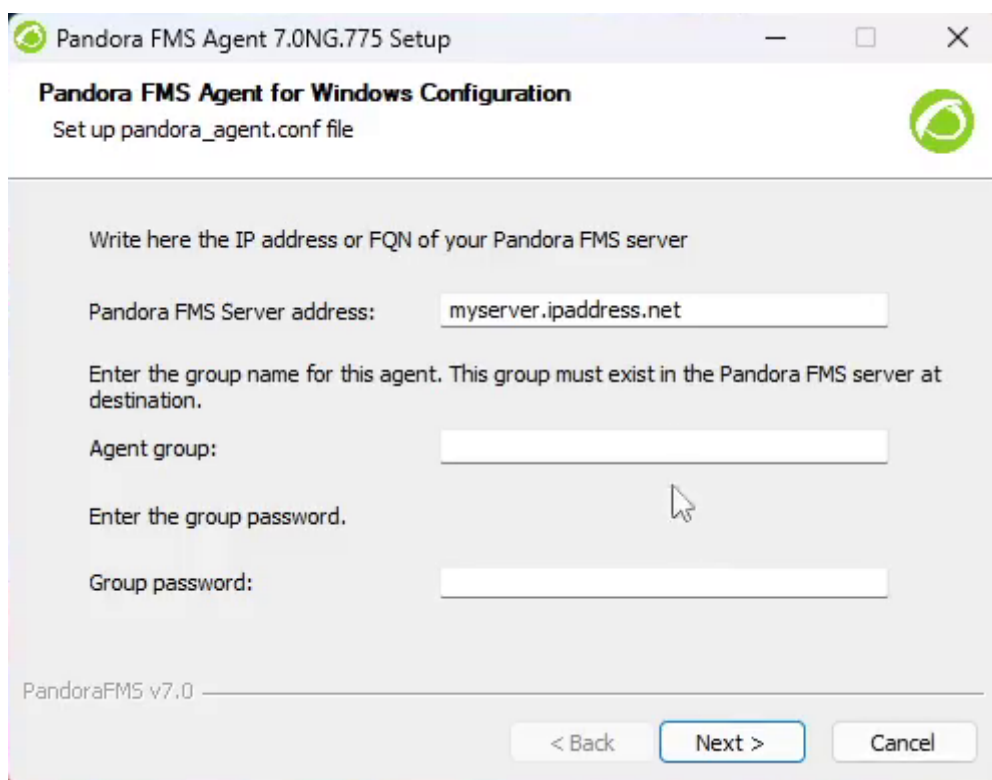 Pandora FMS Agent 7.0NG.775 Setup
Pandora FMS Agent for Windows Configuration
Set up pandora_agent.conf file
Write here the IP address or FQN of your Pandora FMS server
Pandora FMS Server address: myserver.ipaddress.net
Enter the group name for this agent. This group must exist in the Pandora FMS server at
destination.
Agent group:
Enter the group password.
Group password:
PandoraFMS v7.0
< Back Next > Cancel